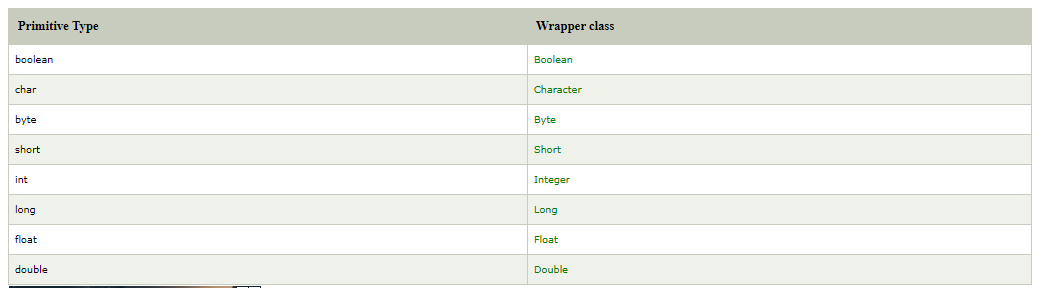 Primitive Type Wrapper class
boolean Boolean
char Character
byte Byte
short Short
int Integer
long Long
float Float
double Double